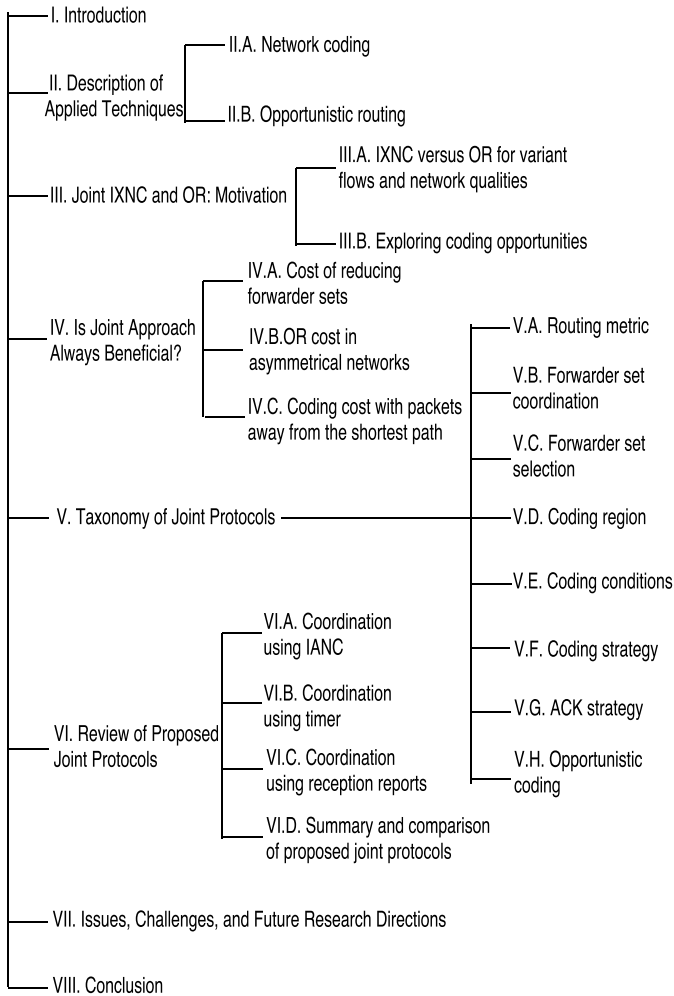 I. Introduction
II. Description of
Applied Techniques
II.A. Network coding
II.B. Opportunistic routing
III. Joint IXNC and OR: Motivation
III.A. IXNC versus OR for variant
flows and network qualities
III.B. Exploring coding opportunities
IV. Is Joint Approach
Always Beneficial?
IV.A. Cost of reducing
forwarder sets
IV.B.OR cost in
asymmetrical networks
IV.C. Coding cost with packets
away from the shortest path
V. Taxonomy of Joint Protocols
V.A. Routing metric
V.B. Forwarder set
coordination
V.C. Forwarder set
selection
V.D. Coding region
V.E. Coding conditions
V.F. Coding strategy
V.G. ACK strategy
V.H. Opportunistic
coding
VI. Review of Proposed
Joint Protocols
VI.A. Coordination
using IANC
VI.B. Coordination
using timer
VI.C. Coordination
using reception reports
VI.D. Summary and comparison
of proposed joint protocols
VII. Issues, Challenges, and Future Research Directions
VIII. Conclusion